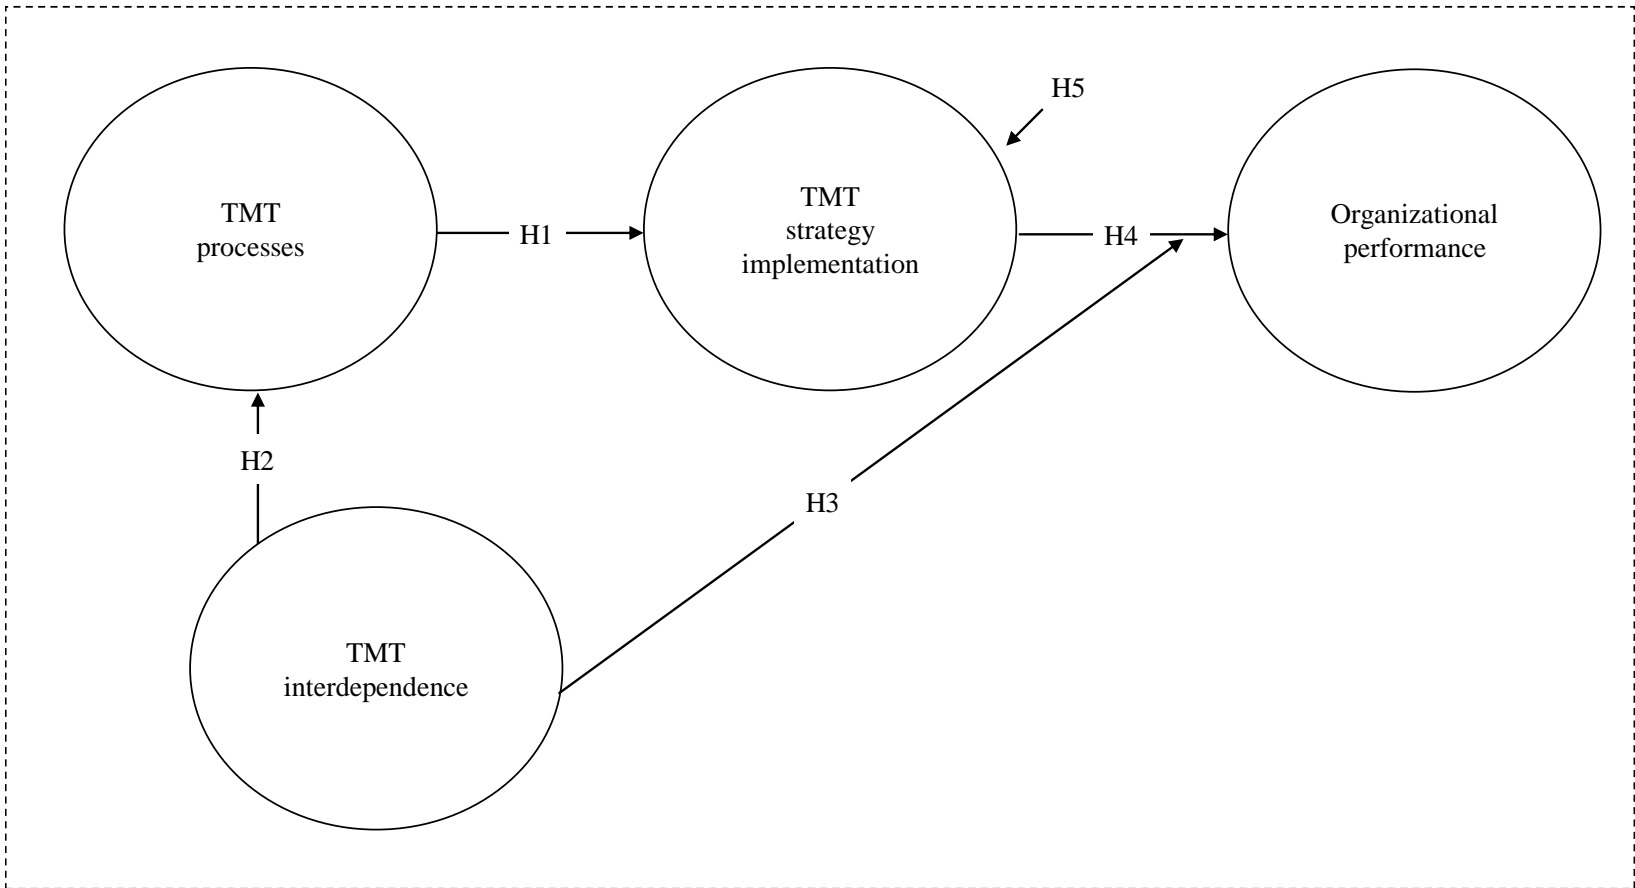 H5
TMT
processes
H1
TMT
strategy
implementation
H4
Organizational
performance
H2
H3
TMT
interdependence